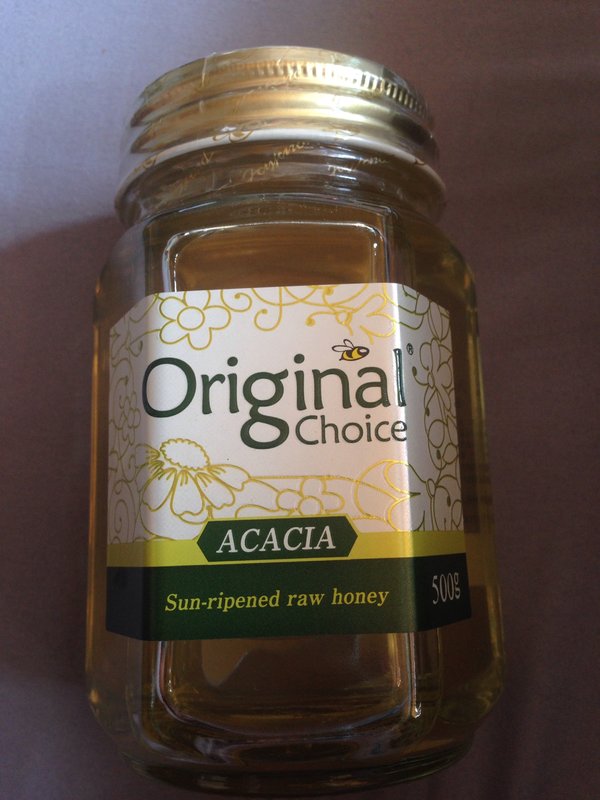 Original®
Choice
ACACIA
Sun-ripened raw honey
500g